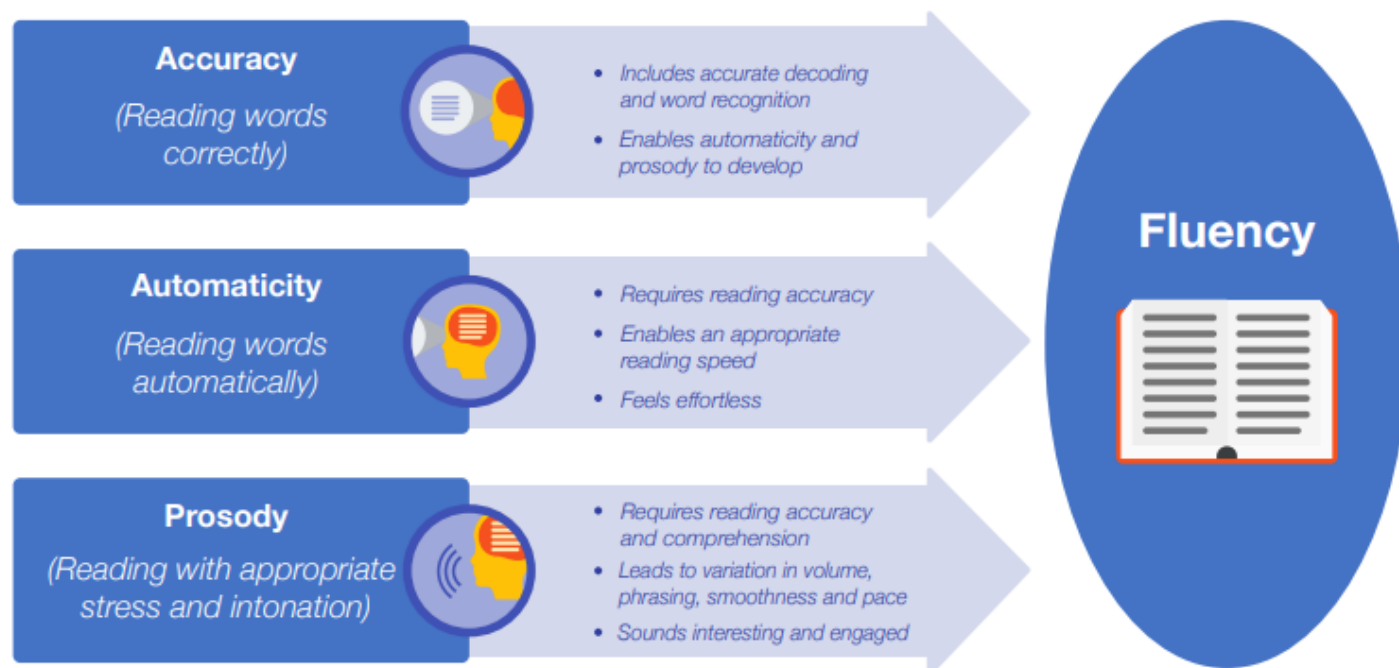 Accuracy
(Reading words
correctly)
• Includes accurate decoding
and word recognition
• Enables automaticity and
prosody to develop
Automaticity
(Reading words
automatically)
• Requires reading accuracy
• Enables an appropriate
reading speed
• Feels effortless
Prosody
(Reading with appropriate
stress and intonation)
• Requires reading accuracy
and comprehension
• Leads to variation in volume,
phrasing, smoothness and pace
• Sounds interesting and engaged
Fluency